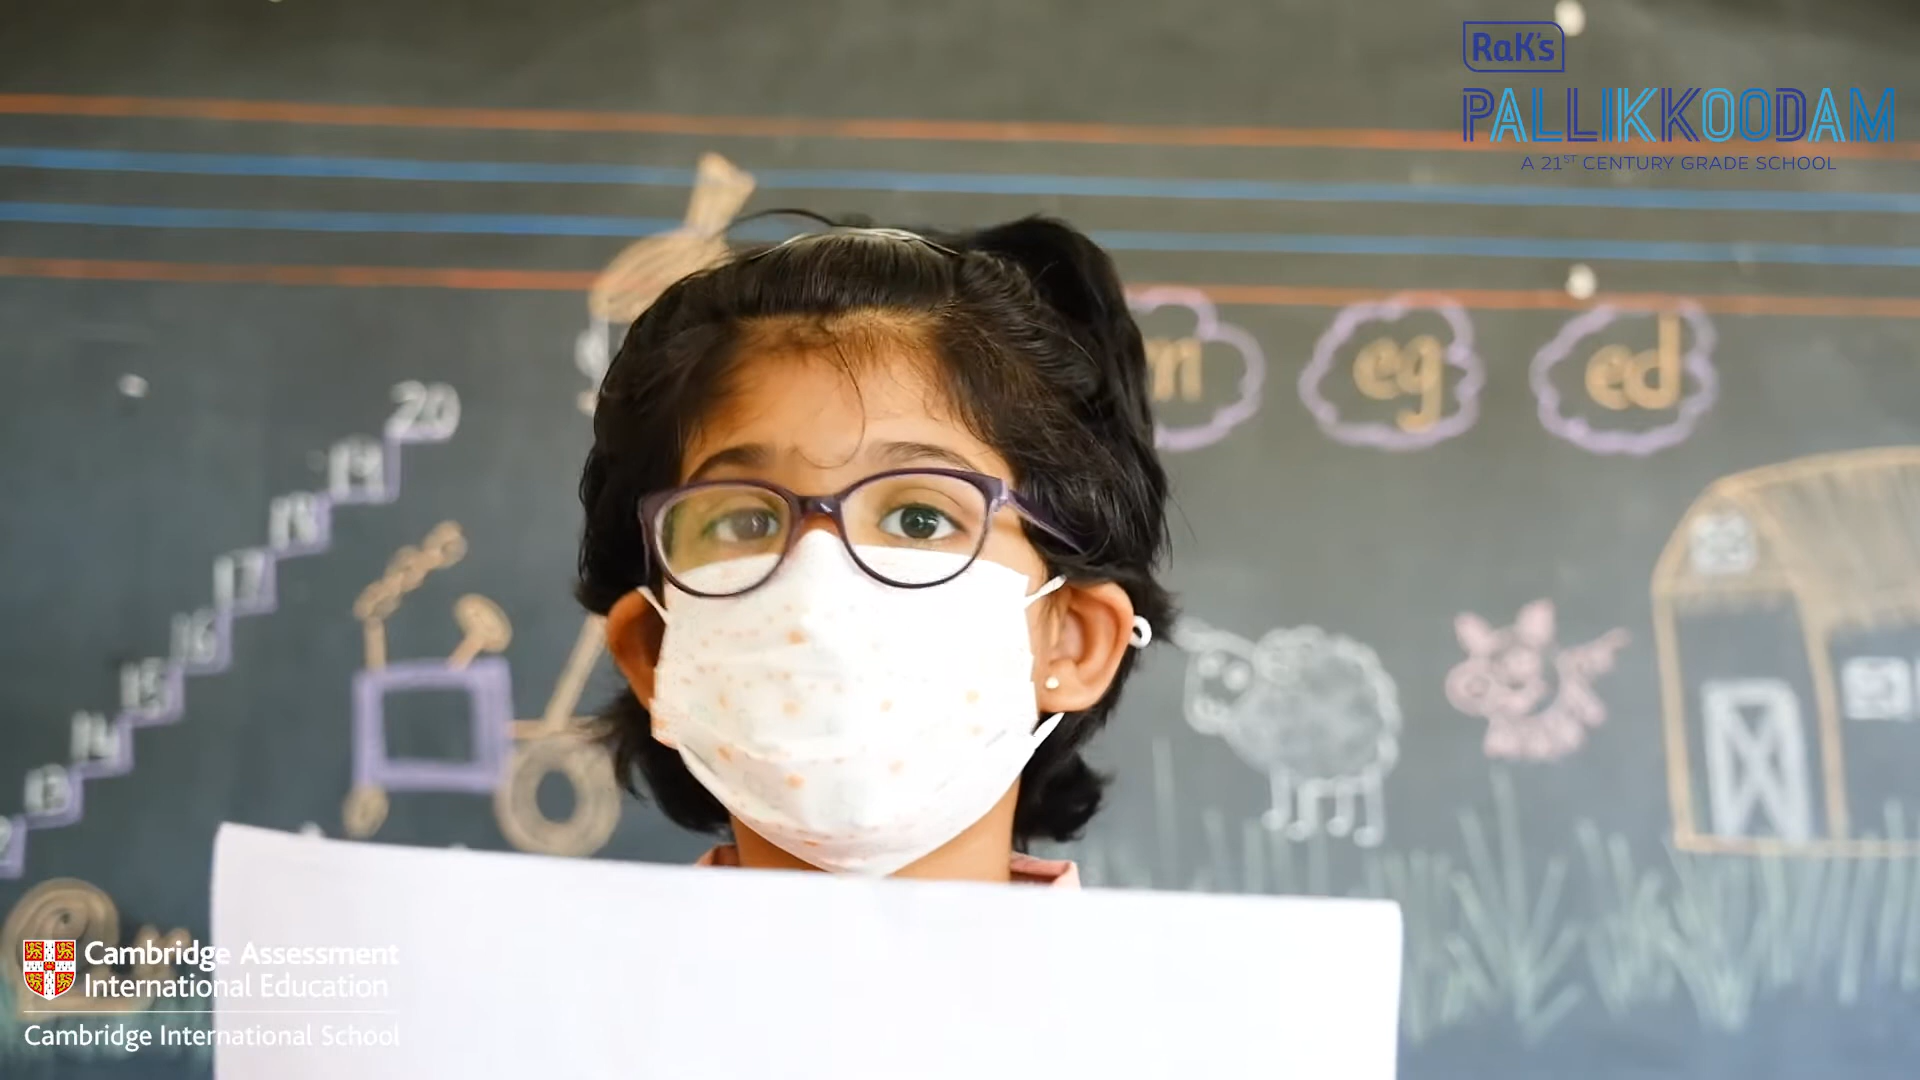 RaK's
PALLIKKOODAM
A 21ST CENTURY GRADE SCHOOL
20
19
18
17
16
15
14
13
eg
ed
Cambridge Assessment
International Education
Cambridge International School